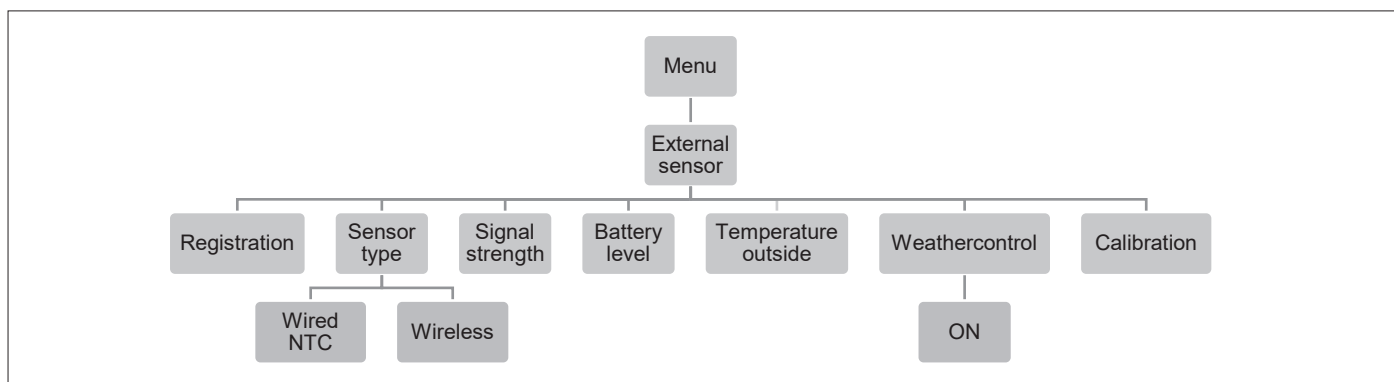 Menu
External
sensor
Registration
Sensor
type
Signal
strength
Battery
level
Temperature
outside
Weathercontrol
Calibration
Wired
NTC
Wireless
ON